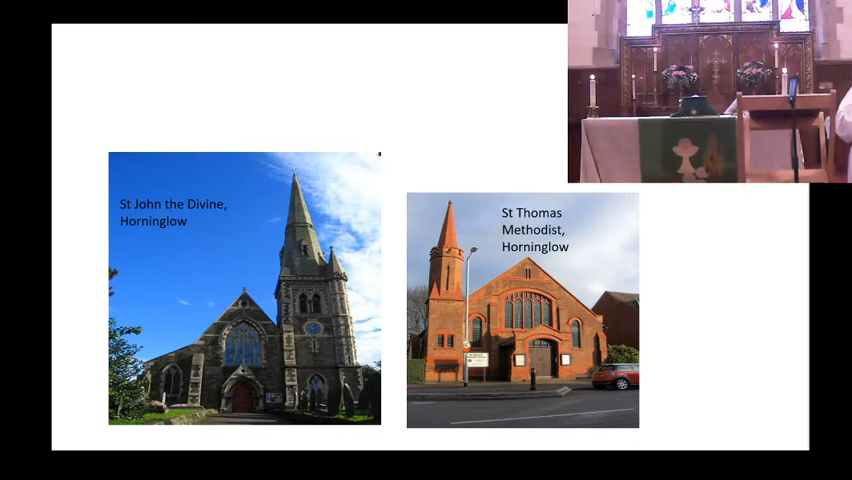 St John the Divine,
Horninglow
St Thomas
Methodist,
Horninglow